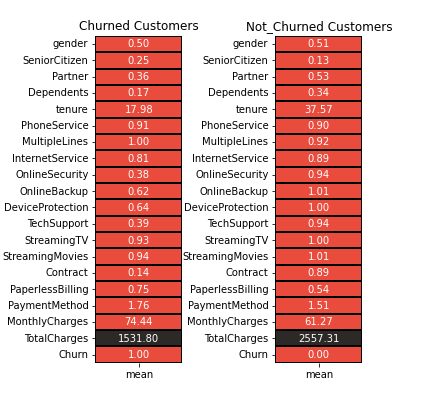 Churned Customers
gender 0.50
SeniorCitizen 0.25
Partner 0.36
Dependents 0.17
tenure 17.98
PhoneService 0.91
MultipleLines 1.00
InternetService 0.81
OnlineSecurity 0.38
OnlineBackup 0.62
DeviceProtection 0.64
TechSupport 0.39
StreamingTV 0.93
StreamingMovies 0.94
Contract 0.14
PaperlessBilling 0.75
PaymentMethod 1.76
MonthlyCharges 74.44
TotalCharges 1531.80
Churn 1.00
mean
Not_Churned Customers
gender 0.51
SeniorCitizen 0.13
Partner 0.53
Dependents 0.34
tenure 37.57
PhoneService 0.90
MultipleLines 0.92
InternetService 0.89
OnlineSecurity 0.94
OnlineBackup 1.01
DeviceProtection 1.00
TechSupport 0.94
StreamingTV 1.00
StreamingMovies 1.01
Contract 0.89
PaperlessBilling 0.54
PaymentMethod 1.51
MonthlyCharges 61.27
TotalCharges 2557.31
Churn 0.00
mean